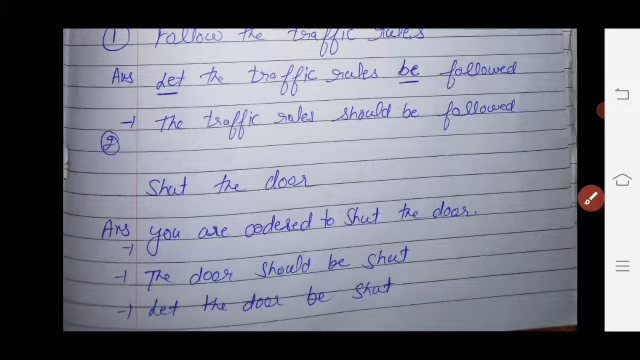 ① Follow the traffic rules
Ans Let the traffic rules be followed
→ The traffic rules should be followed
②
Shut the door
Ans You are oodered to shut the door.
→
→ The door should be shut
→ Let the door be shut